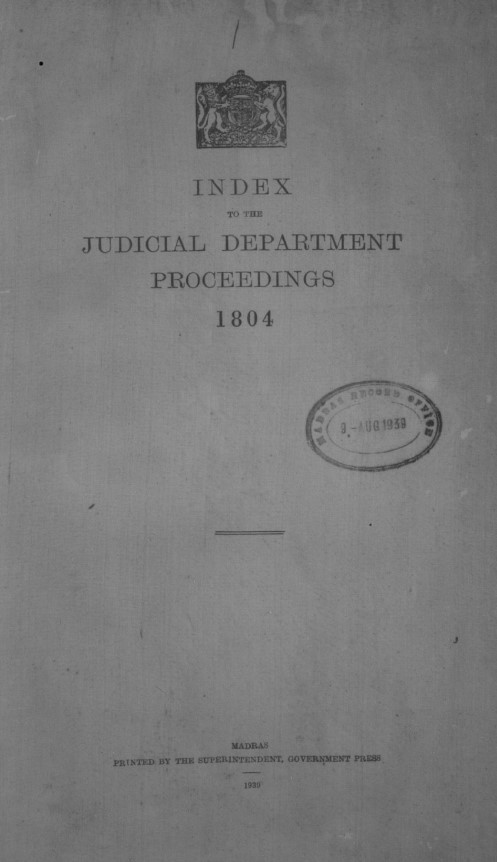 INDEX
TO THE
JUDICIAL DEPARTMENT
PROCEEDINGS
1804
MADRAS RECORD OFFICE
9-AUG 1939
MADRAS
PRINTED BY THE SUPERINTENDENT, GOVERNMENT PRESS
1939